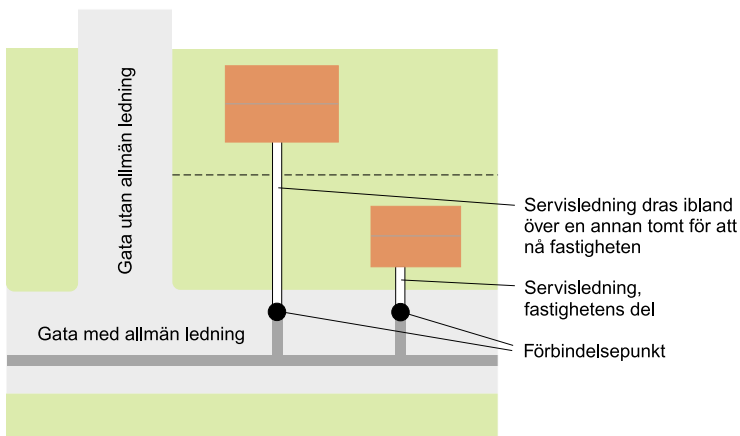 Gata utan allmän ledning
Servisledning dras ibland
över en annan tomt för att
nå fastigheten
Servisledning,
fastighetens del
Gata med allmän ledning
Förbindelsepunkt